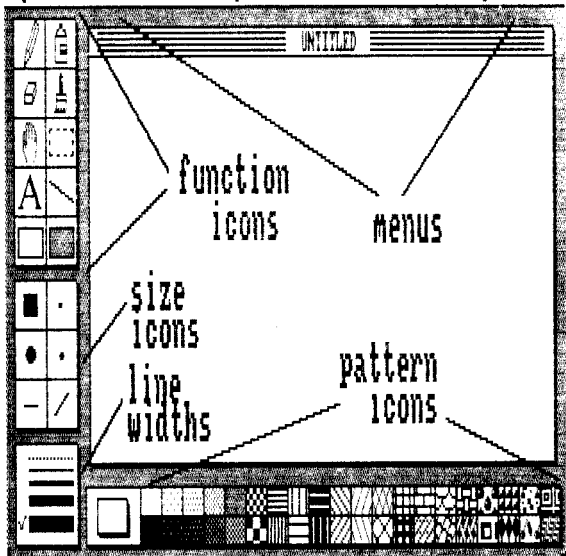 UNTITLED
A
function
icons
menus
size
icons
line
widths
pattern
icons